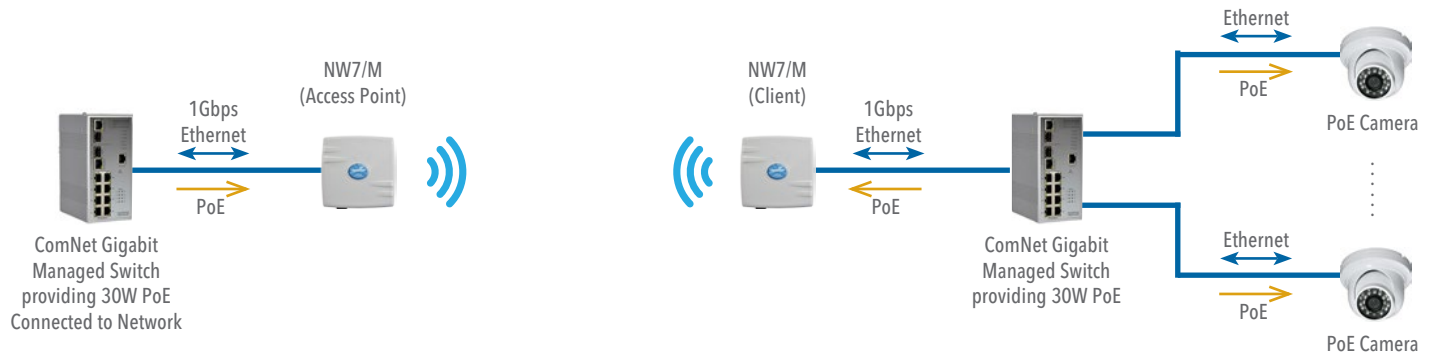 NW7/M
(Access Point)
1Gbps
Ethernet
PoE
ComNet Gigabit
Managed Switch
providing 30W PoE
Connected to Network
NW7/M
(Client)
1Gbps
Ethernet
PoE
ComNet Gigabit
Managed Switch
providing 30W PoE
Ethernet
PoE
PoE Camera
Ethernet
PoE
PoE Camera